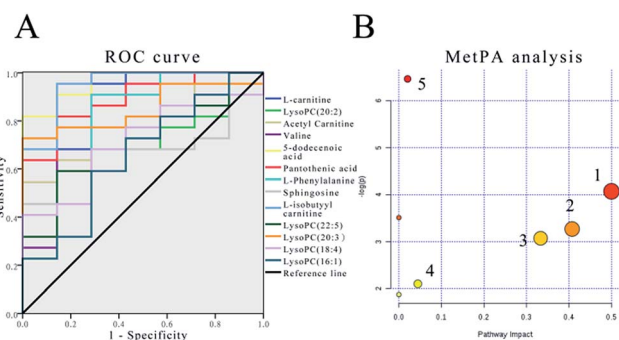 A
ROC curve
1.0
0.8
0.6
0.4
0.2
0.0
Sensitivity
0.0 0.2 0.4 0.6 0.8 1.0
1 - Specificity
L-carnitine
LysoPC(20:2)
Acetyl Carnitine
Valine
5-dodecenoic
acid
Pantothenic acid
L-Phenylalanine
Sphingosine
L-isobutyyl
carnitine
LysoPC(22:5)
LysoPC(20:3)
LysoPC(18:4)
LysoPC(16:1)
Reference line
B
MetPA analysis
-log(p)
6
5
4
3
2
5
1
2
3
4
0.0 0.1 0.2 0.3 0.4 0.5
Pathway Impact